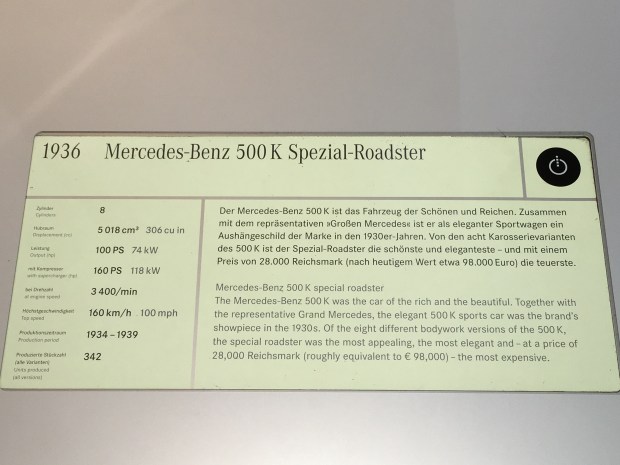 1936 Mercedes-Benz 500 K Spezial-Roadster
Zylinder 8
Cylinders
Hubraum 5 018 cm³ 306 cu in
Displacement (cc)
Leistung 100 PS 74 kW
Output (hp)
mit Kompressor 160 PS 118 kW
with supercharger (hp)
bei Drehzahl 3 400/min
at engine speed
Höchstgeschwindigkeit 160 km/h 100 mph
Top speed
Produktionszeitraum 1934 – 1939
Production period
Produzierte Stückzahl 342
(alle Varianten)
Units produced
(all versions)
Der Mercedes-Benz 500 K ist das Fahrzeug der Schönen und Reichen. Zusammen
mit dem repräsentativen »Großen Mercedes« ist er als eleganter Sportwagen ein
Aushängeschild der Marke in den 1930er-Jahren. Von den acht Karosserievarianten
des 500 K ist der Spezial-Roadster die schönste und eleganteste – und mit einem
Preis von 28.000 Reichsmark (nach heutigem Wert etwa 98.000 Euro) die teuerste.
Mercedes-Benz 500 K special roadster
The Mercedes-Benz 500 K was the car of the rich and the beautiful. Together with
the representative Grand Mercedes, the elegant 500 K sports car was the brand's
showpiece in the 1930s. Of the eight different bodywork versions of the 500 K,
the special roadster was the most appealing, the most elegant and – at a price of
28,000 Reichsmark (roughly equivalent to € 98,000) – the most expensive.